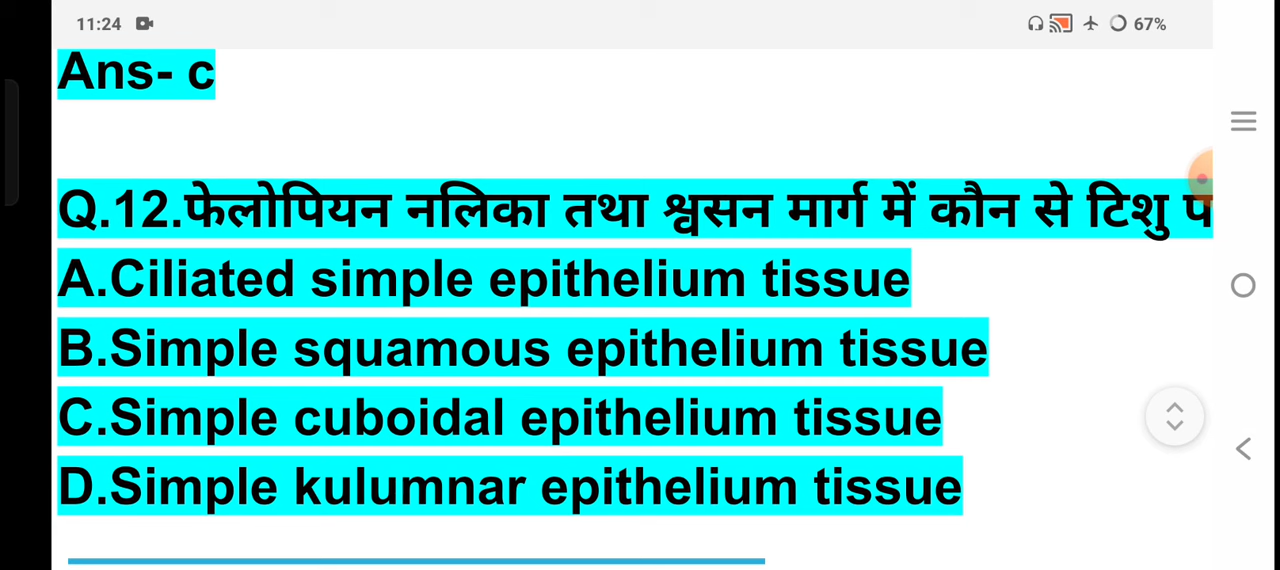 11:24
67%
Ans- c
Q.12.फेलोपियन नलिका तथा श्वसन मार्ग में कौन से टिशु
A.Ciliated simple epithelium tissue
B.Simple squamous epithelium tissue
C.Simple cuboidal epithelium tissue
D.Simple kulumnar epithelium tissue